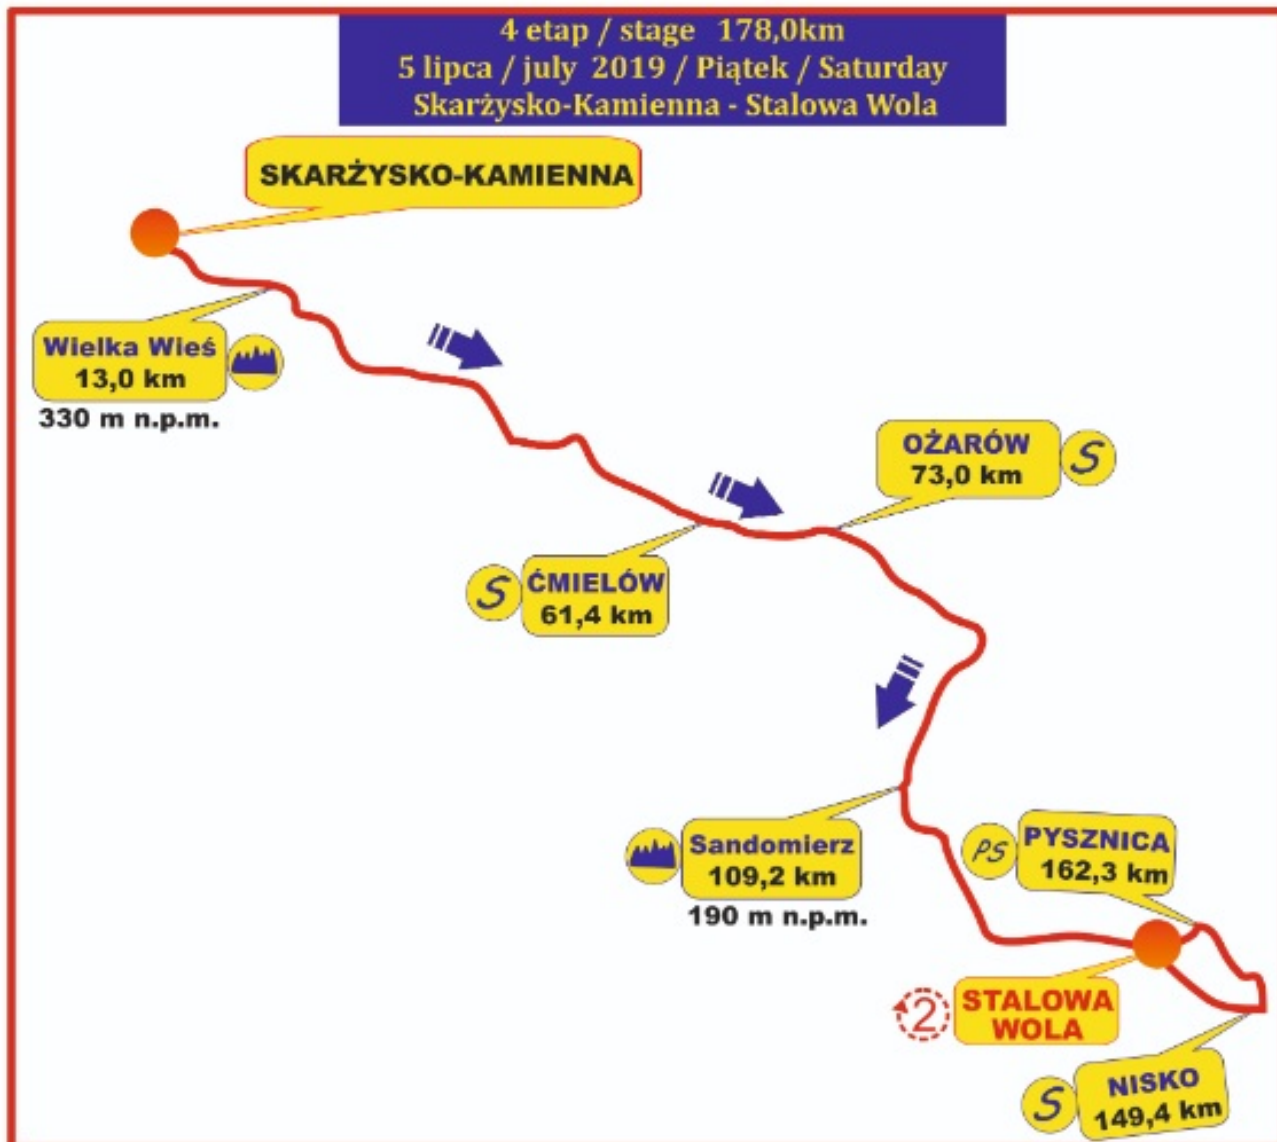 4 etap / stage 178,0km
5 lipca / july 2019 / Piątek / Saturday
Skarżysko-Kamienna - Stalowa Wola
SKARŻYSKO-KAMIENNA
Wielka Wieś
13,0 km
330 m n.p.m.
OŻARÓW
73,0 km
S
S
ĆMIELÓW
61,4 km
Sandomierz
109,2 km
190 m n.p.m.
PS
PYSZNICA
162,3 km
2
STALOWA
WOLA
S
NISKO
149,4 km